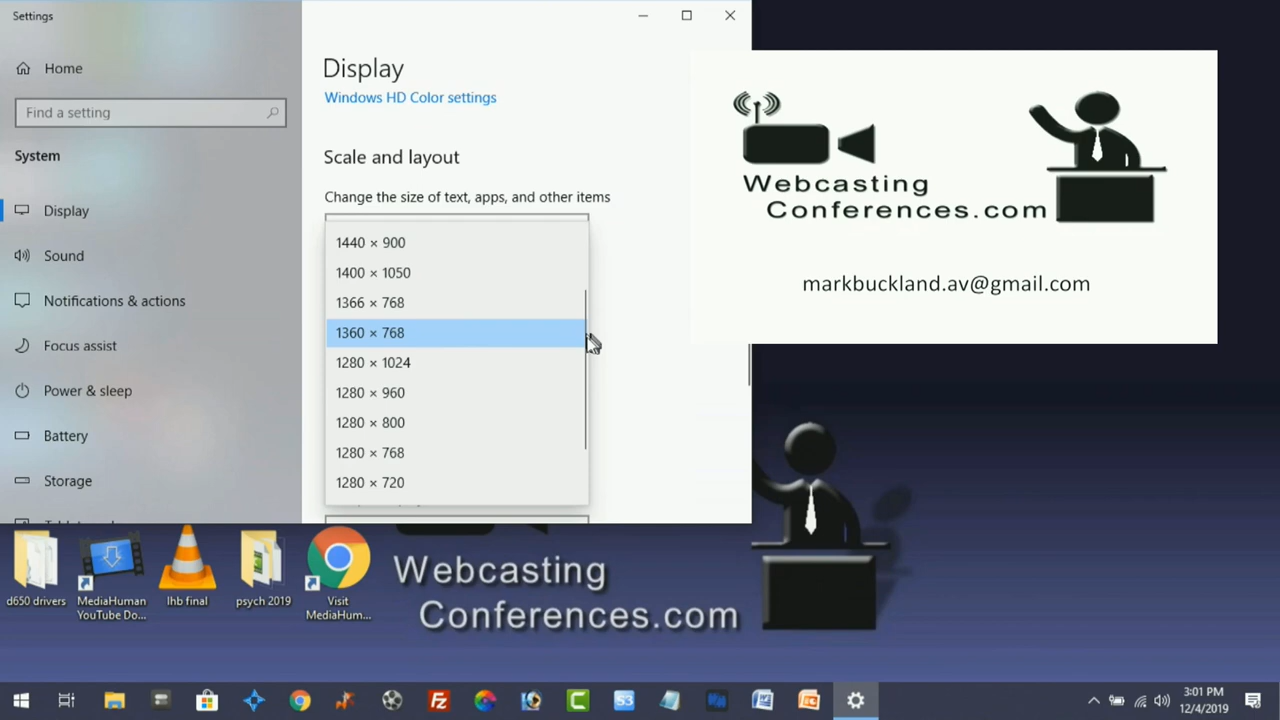 Settings
Home
Find a setting
System
Display
Sound
Notifications & actions
Focus assist
Power & sleep
Battery
Storage
Display
Windows HD Color settings
Scale and layout
Change the size of text, apps, and other items
1440 × 900
1400 × 1050
1366 × 768
1360 × 768
1280 × 1024
1280 × 960
1280 × 800
1280 × 768
1280 × 720
Webcasting
Conferences.com
markbuckland.av@gmail.com
d650 drivers
MediaHuman
YouTube Do...
lhb final
psych 2019
Visit
MediaHum...
Webcasting
Conferences.com
3:01 PM
12/4/2019